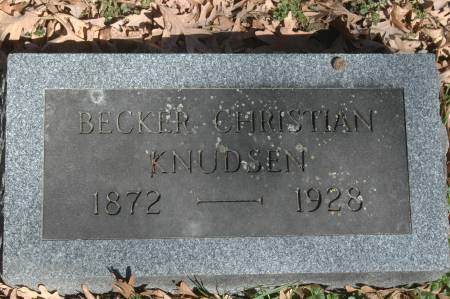 BECKER CHRISTIAN
KNUDSEN
1872 — 1928